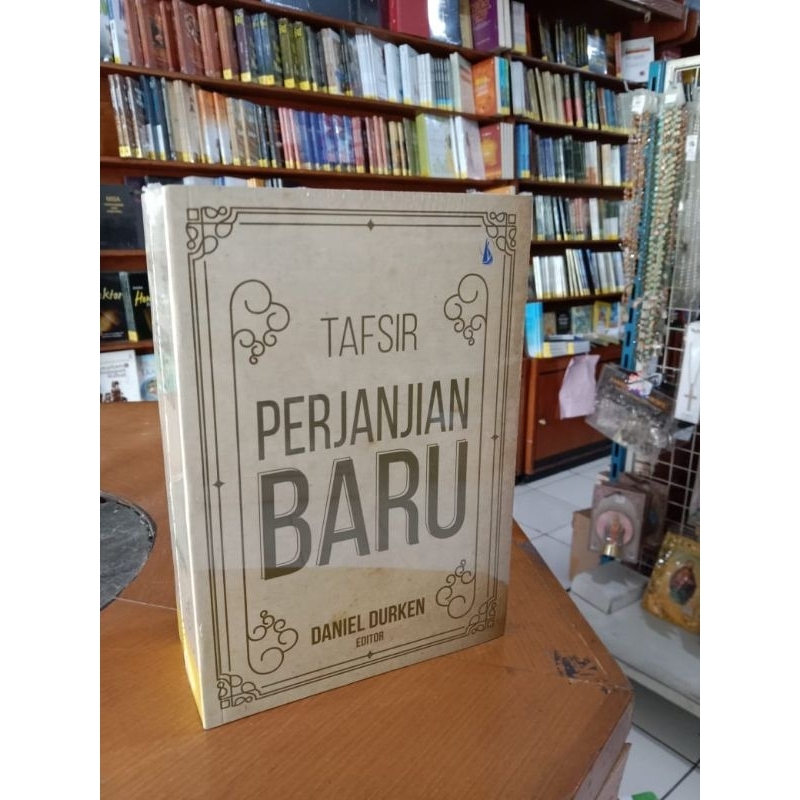 TAFSIR
PERJANJIAN
BARU
DANIEL DURKEN
EDITOR